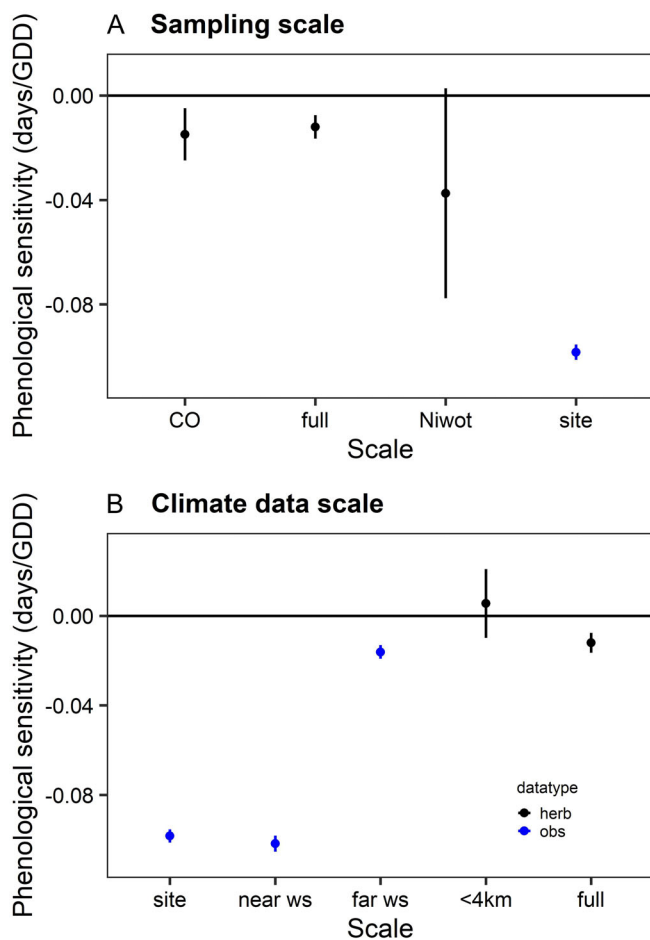 A Sampling scale
Phenological sensitivity (days/GDD)
0.00
-0.04
-0.08
CO full Niwot site
Scale
B Climate data scale
Phenological sensitivity (days/GDD)
0.00
-0.04
-0.08
datatype
herb
obs
site near ws far ws <4km full
Scale